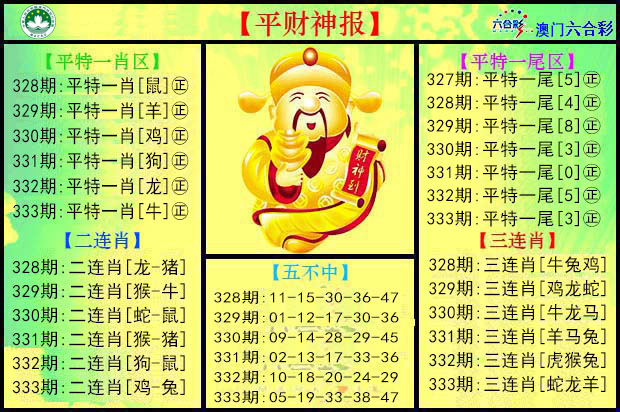 【平财神报】
六合彩
澳门六合彩
【平特一肖区】
328期:平特一肖[鼠]㊣
329期:平特一肖[羊]㊣
330期:平特一肖[鸡]㊣
331期:平特一肖[狗]㊣
332期:平特一肖[龙]㊣
333期:平特一肖[牛]㊣
【二连肖】
328期:二连肖[龙-猪]
329期:二连肖[猴-牛]
330期:二连肖[蛇-鼠]
331期:二连肖[猴-猪]
332期:二连肖[狗-鼠]
333期:二连肖[鸡-兔]
财神到
【五不中】
328期:11-15-30-36-47
329期:01-12-17-30-36
330期:09-14-28-29-45
331期:02-13-17-33-36
332期:10-18-20-24-29
333期:05-19-33-38-47
【平特一尾区】
327期:平特一尾[5]㊣
328期:平特一尾[4]㊣
329期:平特一尾[8]㊣
330期:平特一尾[3]㊣
331期:平特一尾[0]㊣
332期:平特一尾[5]㊣
333期:平特一尾[3]㊣
【三连肖】
328期:三连肖[牛兔鸡]
329期:三连肖[鸡龙蛇]
330期:三连肖[牛龙马]
331期:三连肖[羊马兔]
332期:三连肖[虎猴兔]
333期:三连肖[蛇龙羊]